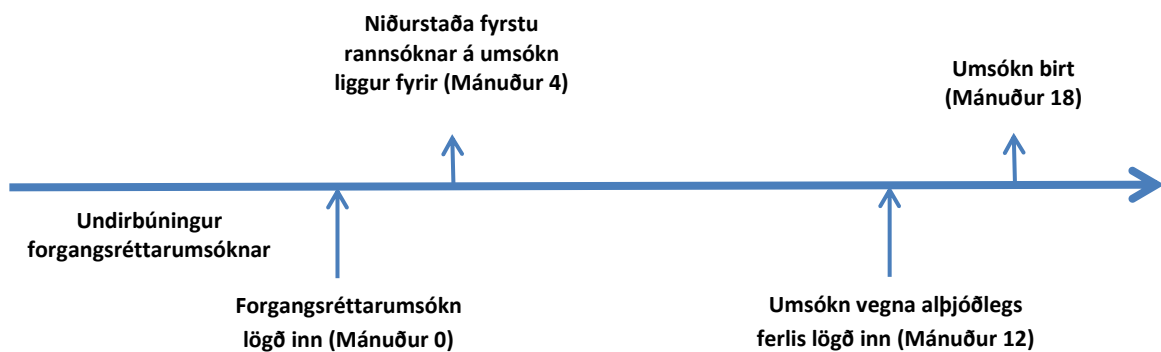 Niðurstaða fyrstu
rannsóknar á umsókn
liggur fyrir (Mánuður 4)
Umsókn birt
(Mánuður 18)
Undirbúningur
forgangsréttarumsóknar
Forgangsréttarumsókn
lögð inn (Mánuður 0)
Umsókn vegna alþjóðlegs
ferlis lögð inn (Mánuður 12)